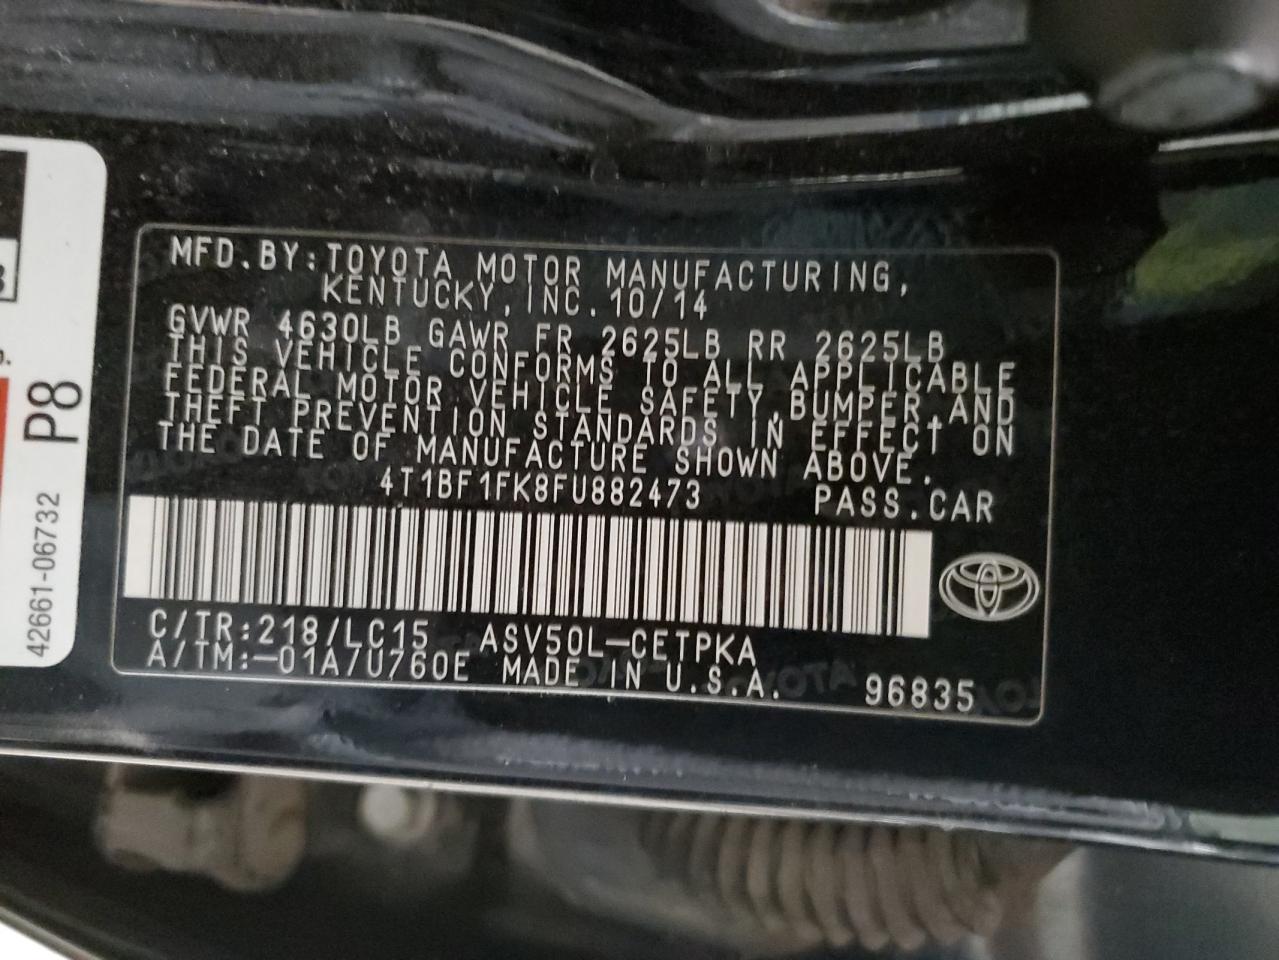 MFD.BY:TOYOTA MOTOR MANUFACTURING,
KENTUCKY,INC.10/14
GVWR 4630LB GAWR FR 2625LB RR 2625LB
THIS VEHICLE CONFORMS TO ALL APPLICABLE
FEDERAL MOTOR VEHICLE SAFETY,BUMPER,AND
THEFT PREVENTION STANDARDS IN EFFECT ON
THE DATE OF MANUFACTURE SHOWN ABOVE.
4T1BF1FK8FU882473 PASS.CAR
C/TR:218/LC15 ASV50L-CETPKA
A/TM:-01A/U760E MADE IN U.S.A. 96835
P8
42661-06732